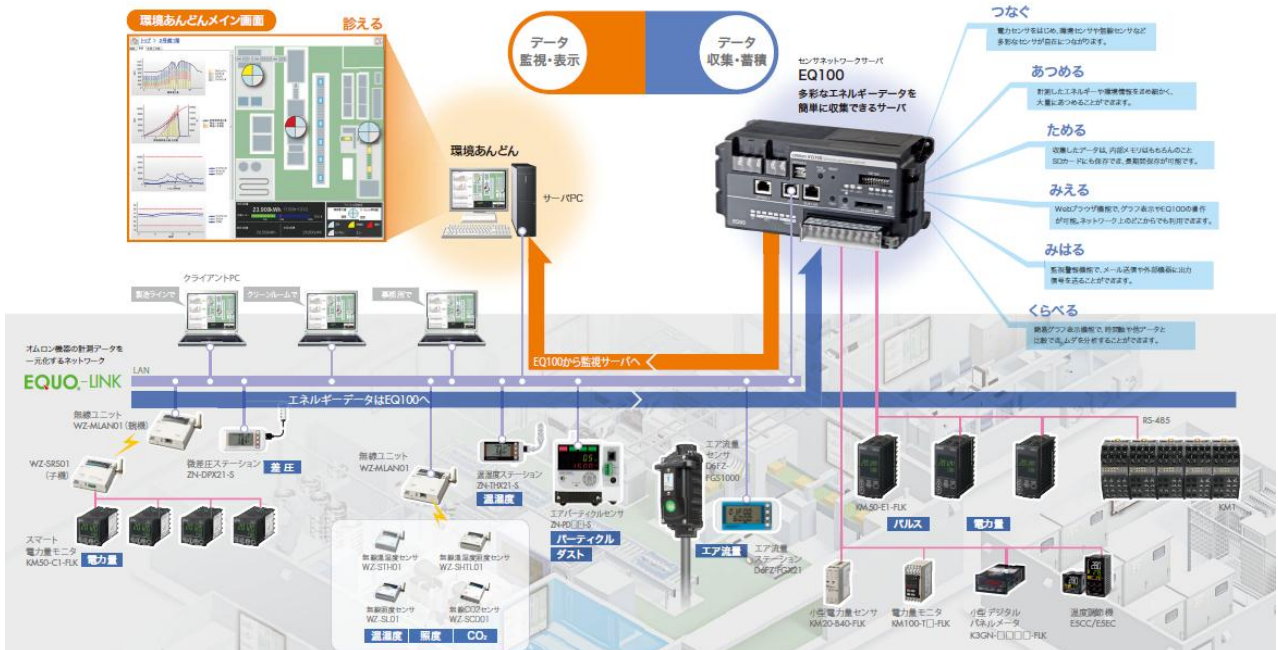 環境あんどんメイン画面
診える
データ
監視・表示
データ
収集・蓄積
センサネットワークサーバ
EQ100
多彩なエネルギーデータを
簡単に収集できるサーバ
環境あんどん
サーバPC
つなぐ
電力センサをはじめ、環境センサや制御センサなど
多彩なセンサが自在につながります。
あつめる
計測したエネルギーや環境情報をきめ細かく、
大量にあつめることができます。
ためる
収集したデータは、内部メモリはもちろんのこと
SDカードにも保存でき、長期間保存が可能です。
みえる
Webブラウザ機能で、グラフ表示やEQ100の操作
が可能。ネットワーク上のどこからでも利用できます。
みはる
監視警報機能で、メール送信や外部機器に出力
信号を送ることができます。
くらべる
簡易グラフ表示機能で、時間軸や他データと
比較でき、ムダを分析することができます。
クライアントPC
製造ラインで
クリーンルームで
事務所で
オムロン機器の計測データを
一元化するネットワーク
EQUO-LINK
LAN
EQ100から監視サーバへ
エネルギーデータはEQ100へ
無線ユニット
WZ-MLAN01(親機)
WZ-SRS01
(子機)
スマート
電力量モニタ
KM50-C1-FLK
電力量
微差圧ステーション
ZN-DPX21-S
差 圧
無線ユニット
WZ-MLAN01
無線温湿度センサ
WZ-STH01
無線温湿度照度センサ
WZ-SHTL01
無線照度センサ
WZ-SL01
無線CO2センサ
WZ-SCD01
温湿度
照度
CO₂
温湿度ステーション
ZN-THX21-S
温湿度
エアパーティクルセンサ
ZN-PD□□-S
パーティクル
ダスト
エア流量
センサ
D6FZ-
FGS1000
エア流量
エア流量
ステーション
D6FZ-FGX21
RS-485
KM50-E1-FLK
パルス
電力量
KM1
小型電力量センサ
KM20-B40-FLK
電力量モニタ
KM100-T□-FLK
小型デジタル
パネルメータ
K3GN-□□□□-FLK
温度調節機
E5CC/E5EC